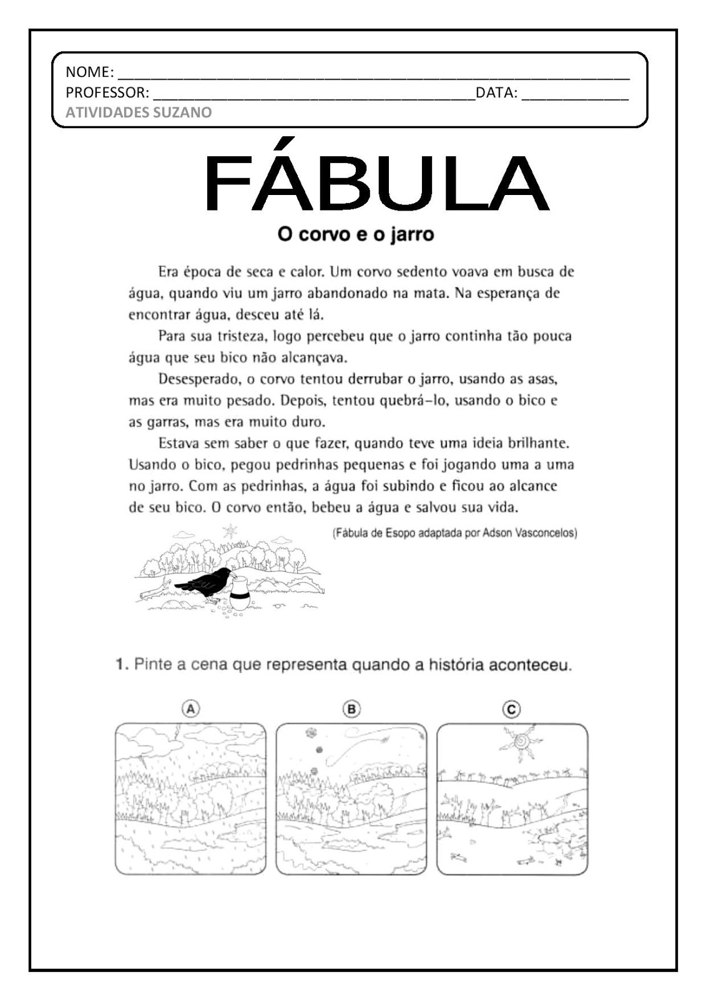 NOME: ______________________________________________________________
PROFESSOR: _______________________________________DATA: _____________
ATIVIDADES SUZANO
FÁBULA
O corvo e o jarro
Era época de seca e calor. Um corvo sedento voava em busca de
água, quando viu um jarro abandonado na mata. Na esperança de
encontrar água, desceu até lá.
Para sua tristeza, logo percebeu que o jarro continha tão pouca
água que seu bico não alcançava.
Desesperado, o corvo tentou derrubar o jarro, usando as asas,
mas era muito pesado. Depois, tentou quebrá-lo, usando o bico e
as garras, mas era muito duro.
Estava sem saber o que fazer, quando teve uma ideia brilhante.
Usando o bico, pegou pedrinhas pequenas e foi jogando uma a uma
no jarro. Com as pedrinhas, a água foi subindo e ficou ao alcance
de seu bico. O corvo então, bebeu a água e salvou sua vida.
(Fábula de Esopo adaptada por Adson Vasconcelos)
1. Pinte a cena que representa quando a história aconteceu.
A B C